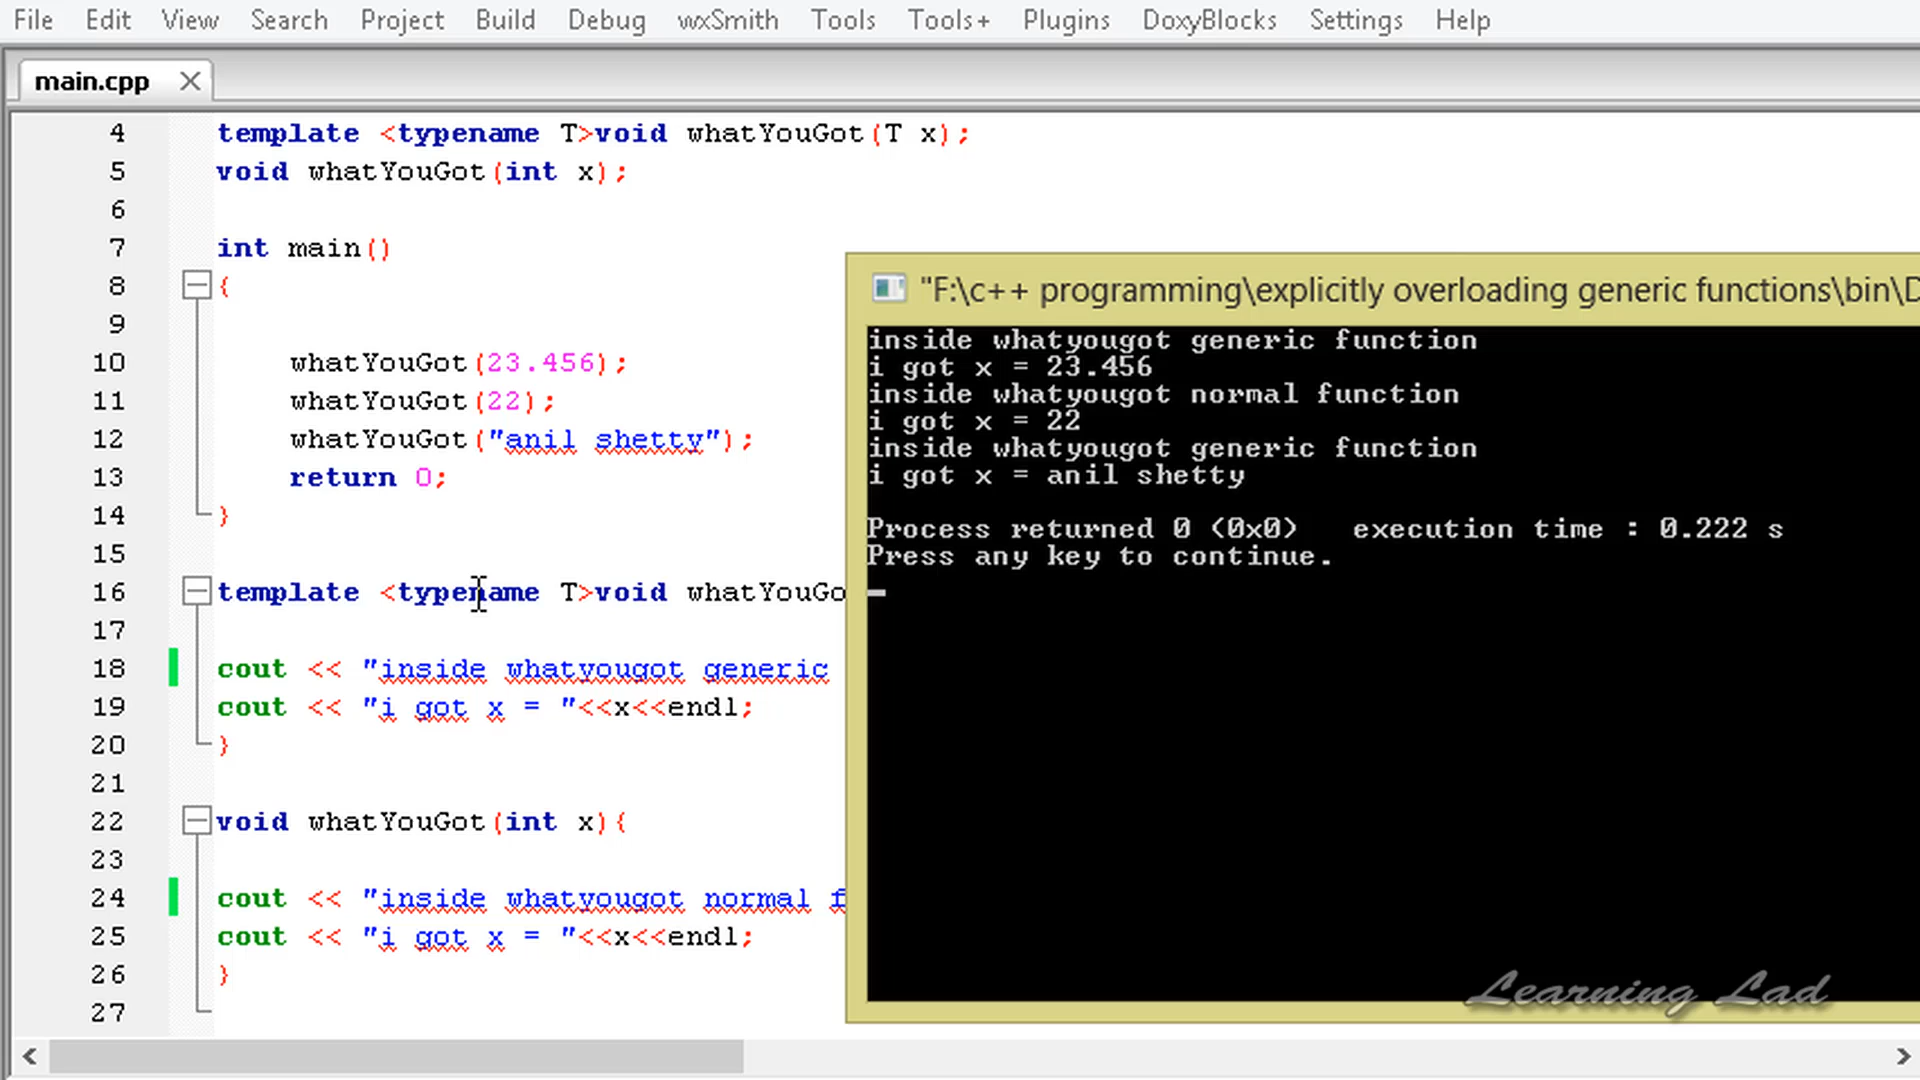 File Edit View Search Project Build Debug wxSmith Tools Tools+ Plugins DoxyBlocks Settings Help
main.cpp
4 template <typename T>void whatYouGot(T x);
5 void whatYouGot(int x);
6
7 int main()
8 {
9
10 whatYouGot(23.456);
11 whatYouGot(22);
12 whatYouGot("anil shetty");
13 return 0;
14 }
15
16 template <typename T>void whatYouGo
17
18 cout << "inside whatyougot generic
19 cout << "i got x = "<<x<<endl;
20 }
21
22 void whatYouGot(int x){
23
24 cout << "inside whatyougot normal f
25 cout << "i got x = "<<x<<endl;
26 }
27
"F:\c++ programming\explicitly overloading generic functions\bin\D
inside whatyougot generic function
i got x = 23.456
inside whatyougot normal function
i got x = 22
inside whatyougot generic function
i got x = anil shetty
Process returned 0 (0x0) execution time : 0.222 s
Press any key to continue.
Learning Lad